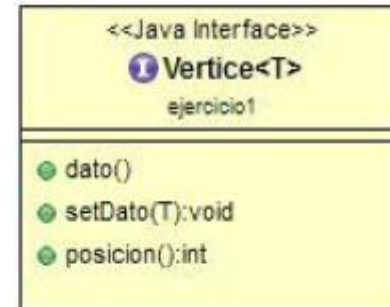 <<Java Interface>>
I Vertice<T>
ejercicio1
dato()
setDato(T):void
posicion():int